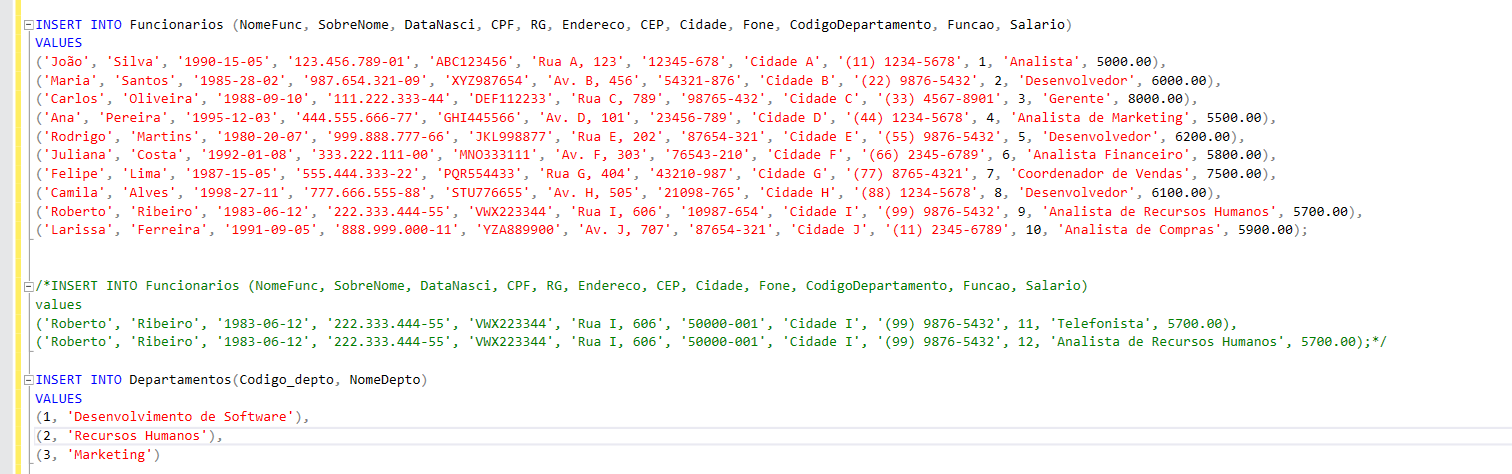 INSERT INTO Funcionarios (NomeFunc, SobreNome, DataNasci, CPF, RG, Endereco, CEP, Cidade, Fone, CodigoDepartamento, Funcao, Salario)
VALUES
('João', 'Silva', '1990-15-05', '123.456.789-01', 'ABC123456', 'Rua A, 123', '12345-678', 'Cidade A', '(11) 1234-5678', 1, 'Analista', 5000.00),
('Maria', 'Santos', '1985-28-02', '987.654.321-09', 'XYZ987654', 'Av. B, 456', '54321-876', 'Cidade B', '(22) 9876-5432', 2, 'Desenvolvedor', 6000.00),
('Carlos', 'Oliveira', '1988-09-10', '111.222.333-44', 'DEF112233', 'Rua C, 789', '98765-432', 'Cidade C', '(33) 4567-8901', 3, 'Gerente', 8000.00),
('Ana', 'Pereira', '1995-12-03', '444.555.666-77', 'GHI445566', 'Av. D, 101', '23456-789', 'Cidade D', '(44) 1234-5678', 4, 'Analista de Marketing', 5500.00),
('Rodrigo', 'Martins', '1980-20-07', '999.888.777-66', 'JKL998877', 'Rua E, 202', '87654-321', 'Cidade E', '(55) 9876-5432', 5, 'Desenvolvedor', 6200.00),
('Juliana', 'Costa', '1992-01-08', '333.222.111-00', 'MNO333111', 'Av. F, 303', '76543-210', 'Cidade F', '(66) 2345-6789', 6, 'Analista Financeiro', 5800.00),
('Felipe', 'Lima', '1987-15-05', '555.444.333-22', 'PQR554433', 'Rua G, 404', '43210-987', 'Cidade G', '(77) 8765-4321', 7, 'Coordenador de Vendas', 7500.00),
('Camila', 'Alves', '1998-27-11', '777.666.555-88', 'STU776655', 'Av. H, 505', '21098-765', 'Cidade H', '(88) 1234-5678', 8, 'Desenvolvedor', 6100.00),
('Roberto', 'Ribeiro', '1983-06-12', '222.333.444-55', 'VWX223344', 'Rua I, 606', '10987-654', 'Cidade I', '(99) 9876-5432', 9, 'Analista de Recursos Humanos', 5700.00),
('Larissa', 'Ferreira', '1991-09-05', '888.999.000-11', 'YZA889900', 'Av. J, 707', '87654-321', 'Cidade J', '(11) 2345-6789', 10, 'Analista de Compras', 5900.00);
/*INSERT INTO Funcionarios (NomeFunc, SobreNome, DataNasci, CPF, RG, Endereco, CEP, Cidade, Fone, CodigoDepartamento, Funcao, Salario)
values
('Roberto', 'Ribeiro', '1983-06-12', '222.333.444-55', 'VWX223344', 'Rua I, 606', '50000-001', 'Cidade I', '(99) 9876-5432', 11, 'Telefonista', 5700.00),
('Roberto', 'Ribeiro', '1983-06-12', '222.333.444-55', 'VWX223344', 'Rua I, 606', '50000-001', 'Cidade I', '(99) 9876-5432', 12, 'Analista de Recursos Humanos', 5700.00);*/
INSERT INTO Departamentos(Codigo_depto, NomeDepto)
VALUES
(1, 'Desenvolvimento de Software'),
(2, 'Recursos Humanos'),
(3, 'Marketing')